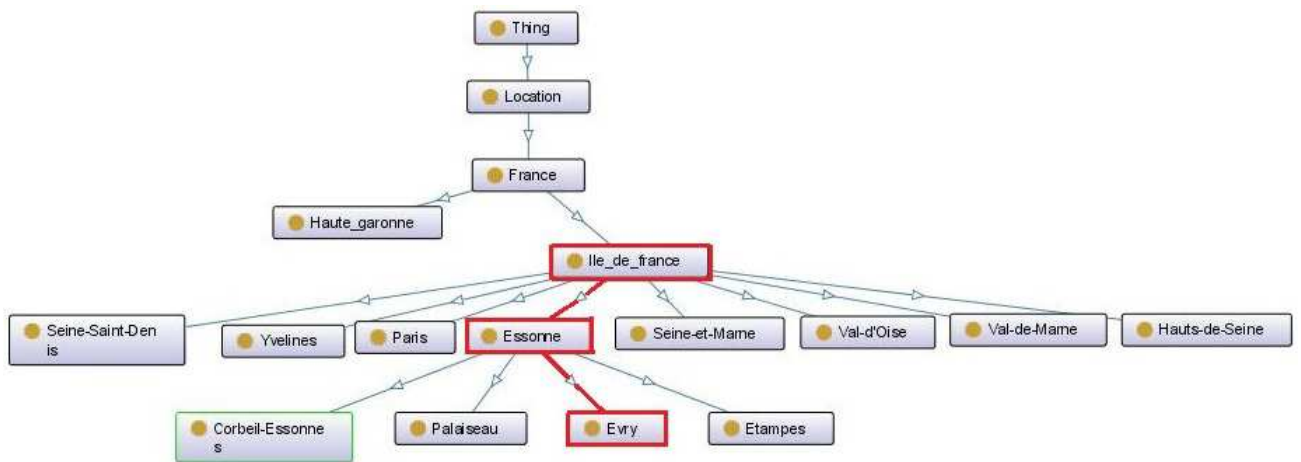 Thing
Location
France
Haute_garonne
Ile_de_france
Seine-Saint-Den
is
Yvelines
Paris
Essonne
Seine-et-Marne
Val-d'Oise
Val-de-Marne
Hauts-de-Seine
Corbeil-Essonne
s
Palaiseau
Evry
Etampes